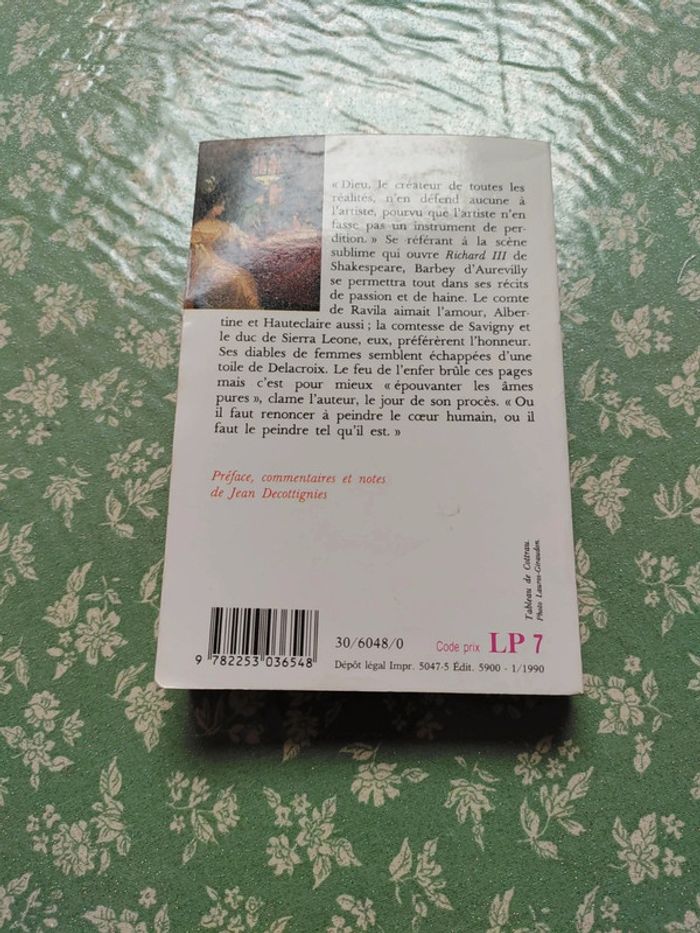 « Dieu, le créateur de toutes les
réalités, n'en défend aucune à
l'artiste, pourvu que l'artiste n'en
fasse pas un instrument de per-
dition. » Se référant à la scène
sublime qui ouvre Richard III de
Shakespeare, Barbey d'Aurevilly
se permettra tout dans ses récits
de passion et de haine. Le comte
de Ravila aimait l'amour, Alber-
tine et Hauteclaire aussi ; la comtesse de Savigny et
le duc de Sierra Leone, eux, préférèrent l'honneur.
Ses diables de femmes semblent échappées d'une
toile de Delacroix. Le feu de l'enfer brûle ces pages
mais c'est pour mieux « épouvanter les âmes
pures », clame l'auteur, le jour de son procès. « Ou
il faut renoncer à peindre le cœur humain, ou il
faut le peindre tel qu'il est. »
Préface, commentaires et notes
de Jean Decottignies
Tableau de Cottrau.
Photo Lauros-Giraudon.
9 782253 036548
30/6048/0
Code prix LP 7
Dépôt légal Impr. 5047-5 Édit. 5900 - 1/1990